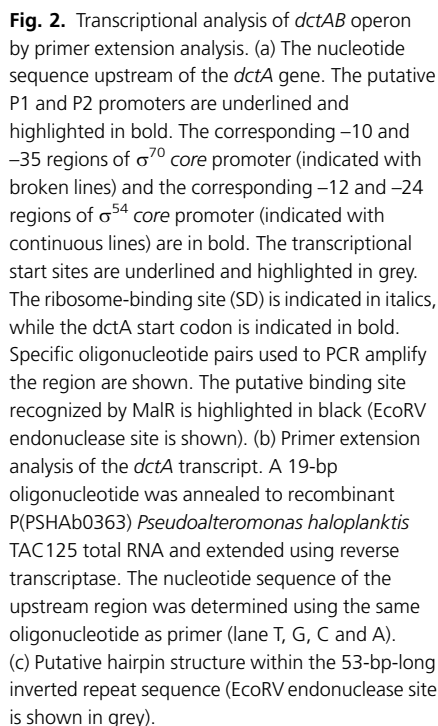 Fig. 2. Transcriptional analysis of dctAB operon
by primer extension analysis. (a) The nucleotide
sequence upstream of the dctA gene. The putative
P1 and P2 promoters are underlined and
highlighted in bold. The corresponding –10 and
–35 regions of σ70 core promoter (indicated with
broken lines) and the corresponding –12 and –24
regions of σ54 core promoter (indicated with
continuous lines) are in bold. The transcriptional
start sites are underlined and highlighted in grey.
The ribosome-binding site (SD) is indicated in italics,
while the dctA start codon is indicated in bold.
Specific oligonucleotide pairs used to PCR amplify
the region are shown. The putative binding site
recognized by MalR is highlighted in black (EcoRV
endonuclease site is shown). (b) Primer extension
analysis of the dctA transcript. A 19-bp
oligonucleotide was annealed to recombinant
P(PSHAb0363) Pseudoalteromonas haloplanktis
TAC125 total RNA and extended using reverse
transcriptase. The nucleotide sequence of the
upstream region was determined using the same
oligonucleotide as primer (lane T, G, C and A).
(c) Putative hairpin structure within the 53-bp-long
inverted repeat sequence (EcoRV endonuclease site
is shown in grey).